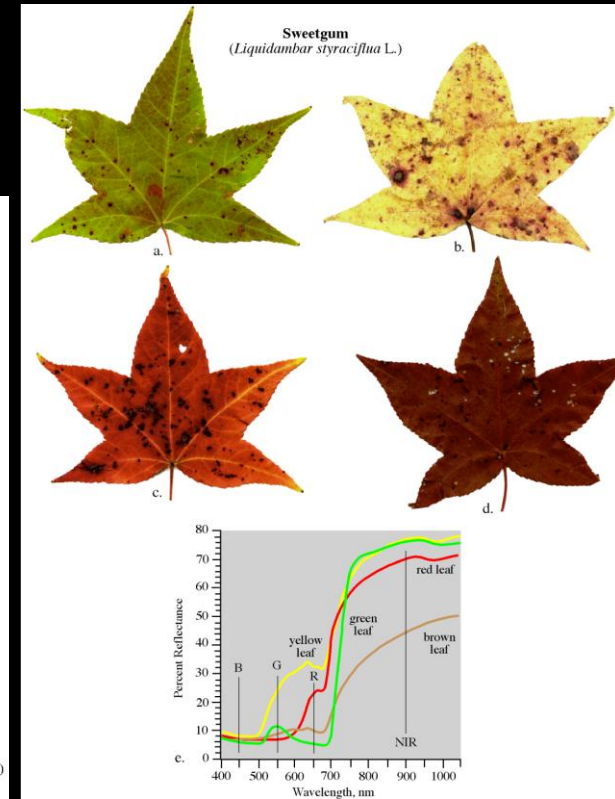 Sweetgum
(Liquidambar styraciflua L.)
a.
b.
c.
d.
80
70
60
50
40
30
20
10
0
Percent Reflectance
B
G
R
NIR
yellow
leaf
green
leaf
red leaf
brown
leaf
e.
400
500
600
700
800
900
1000
Wavelength, nm
)